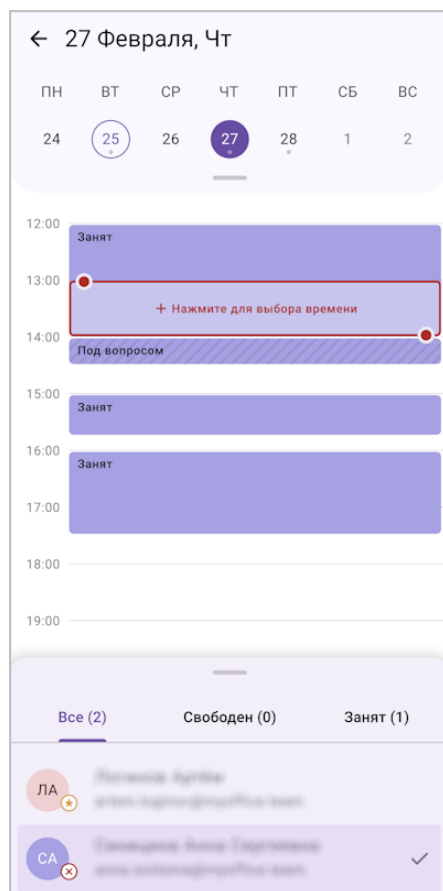 27 Февраля, Чт
ПН ВТ СР ЧТ ПТ СБ ВС
24 25 26 27 28 1 2
12:00
Занят
13:00
+ Нажмите для выбора времени
14:00
Под вопросом
15:00
Занят
16:00
Занят
17:00
18:00
19:00
Все (2) Свободен (0) Занят (1)
ЛА
СА